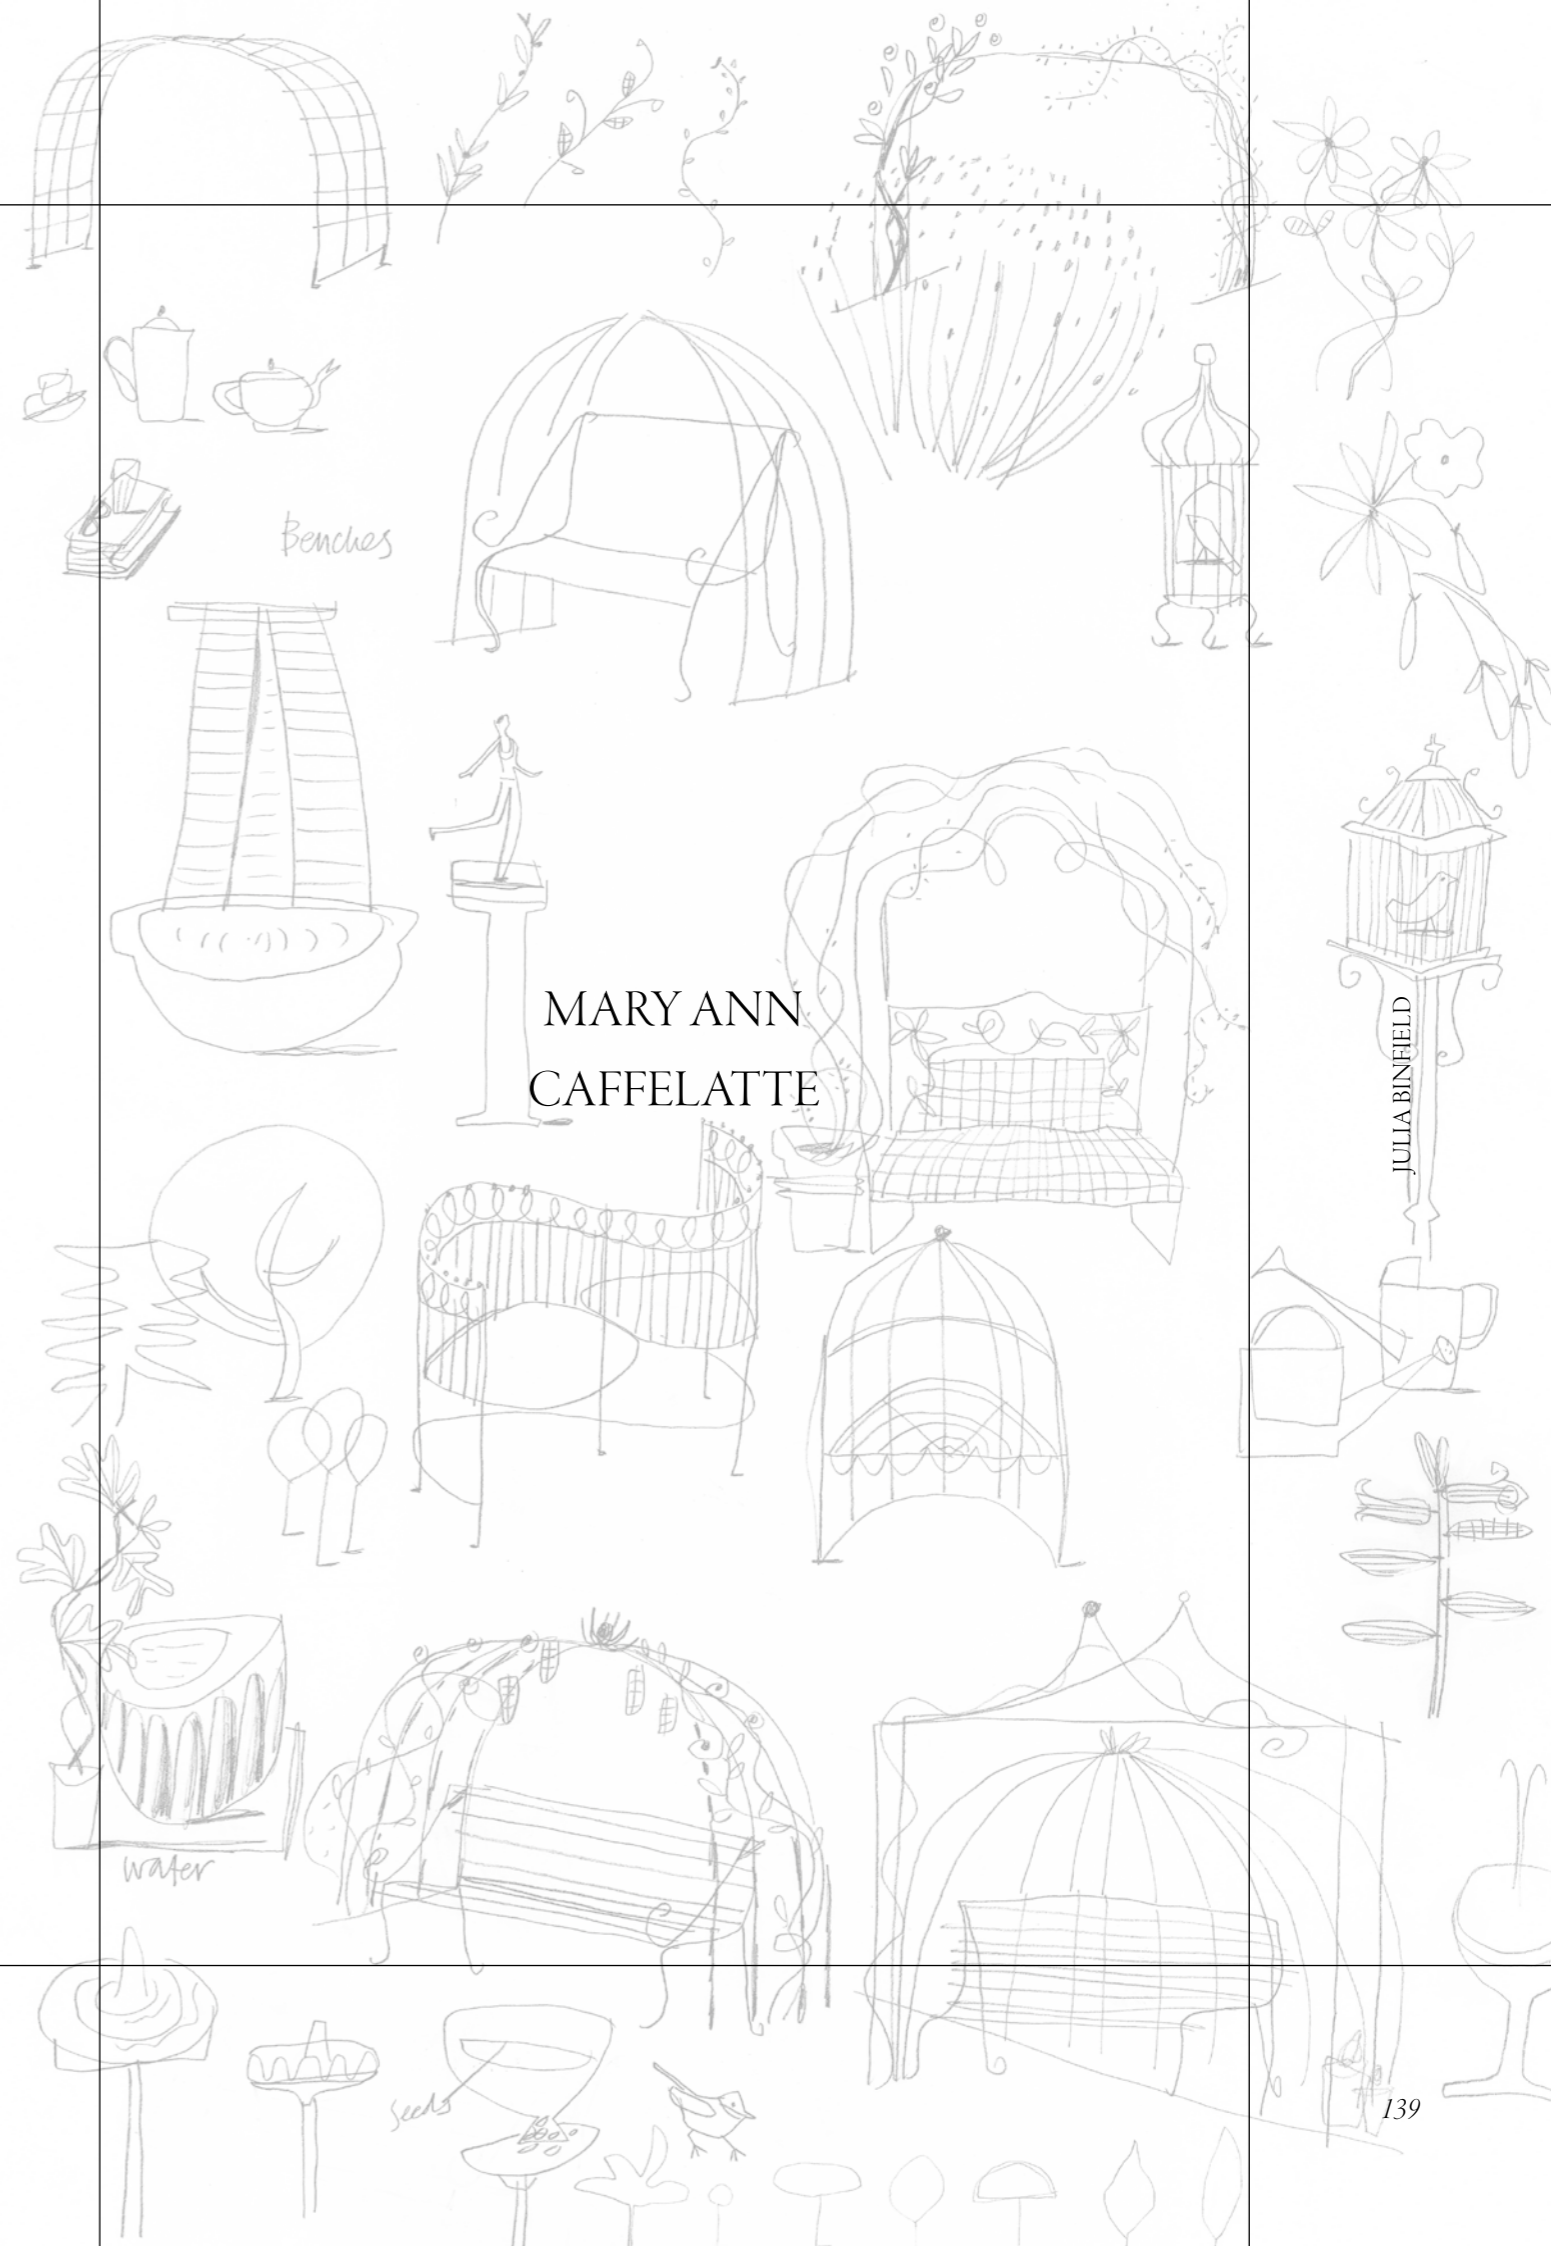 Benches
MARY ANN
CAFFELATTE
JULIA BINFIELD
water
seeds
139